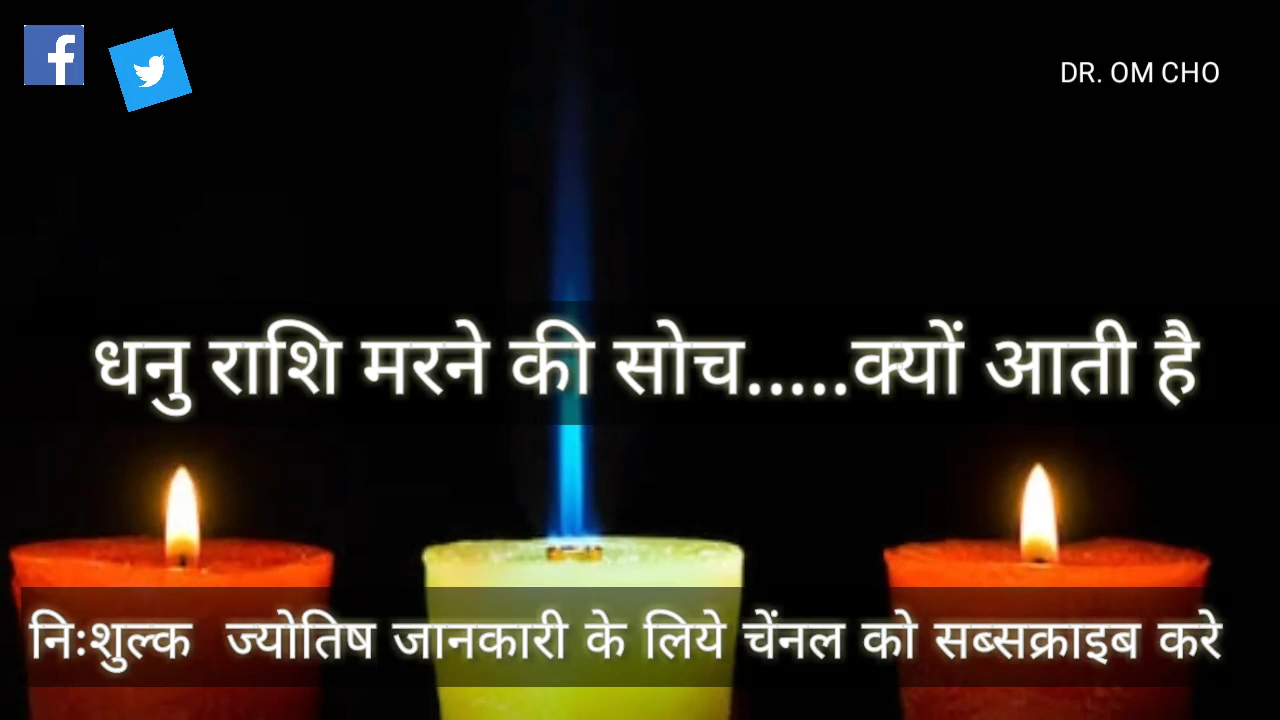 DR. OM CHO
धनु राशि मरने की सोच.....क्यों आती है
नि:शुल्क ज्योतिष जानकारी के लिये चेंनल को सब्सक्राइब करे